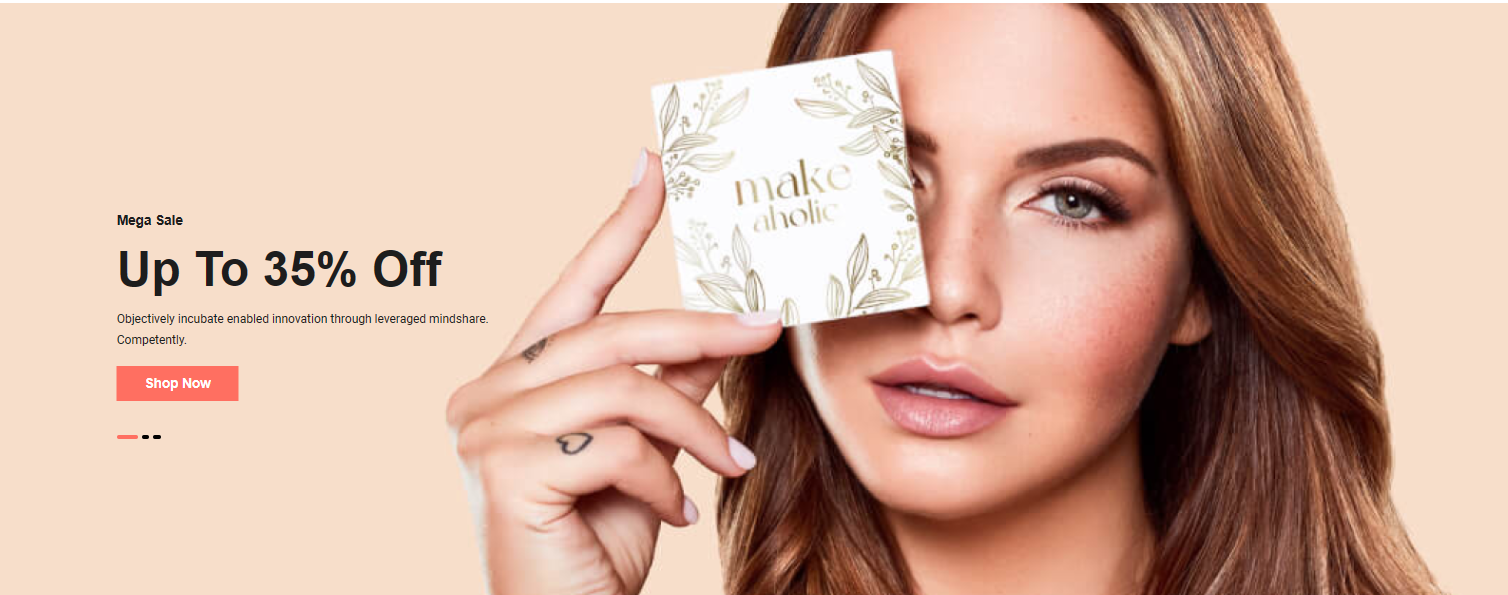 Mega Sale
Up To 35% Off
Objectively incubate enabled innovation through leveraged mindshare.
Competently.
Shop Now
make
aholic